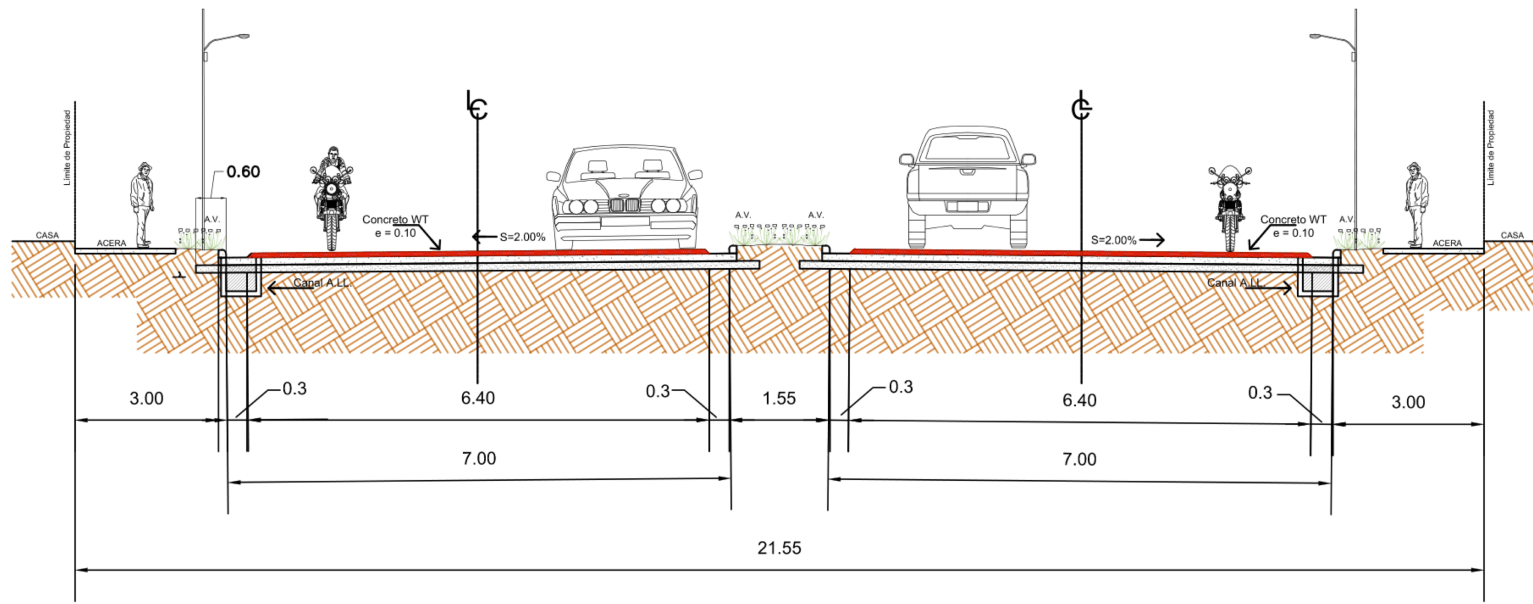 Límite de Propiedad
Límite de Propiedad
0.60
A.V.
Concreto WT
e = 0.10
S=2.00%
A.V.
A.V.
S=2.00%
Concreto WT
e = 0.10
A.V.
CASA
ACERA
ACERA
CASA
Canal A.LL.
Canal A.LL.
3.00
0.3
6.40
0.3
1.55
0.3
6.40
0.3
3.00
7.00
7.00
21.55